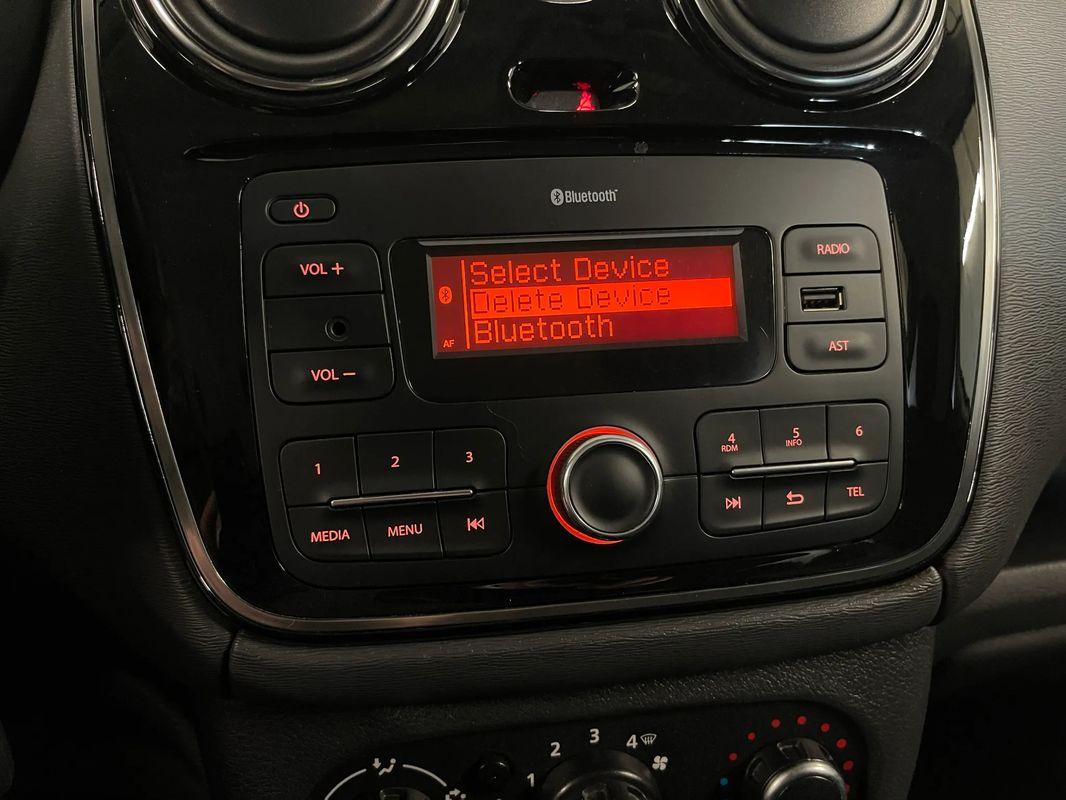 Bluetooth™
VOL +
RADIO
Select Device
Delete Device
Bluetooth
AF
VOL −
AST
1
2
3
4
RDM
5
INFO
6
MEDIA
MENU
TEL
1
2
3
4